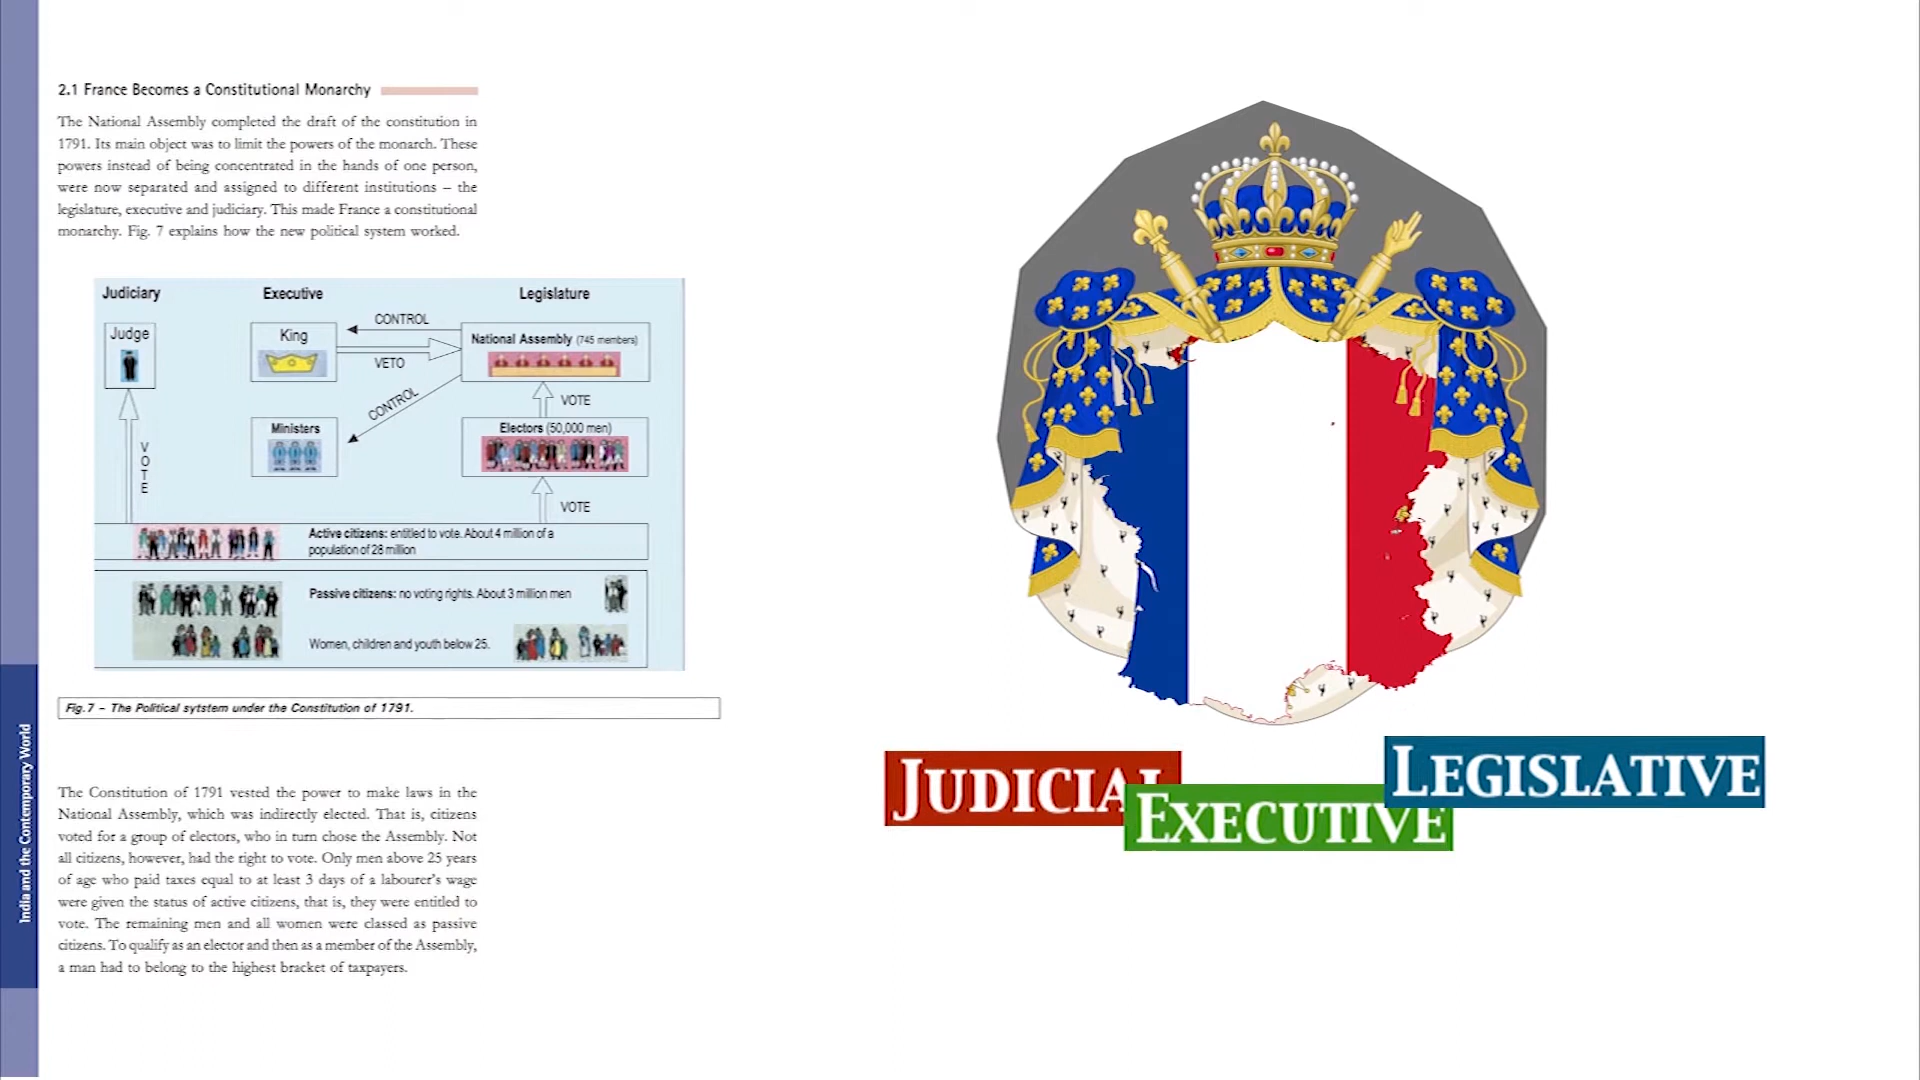 2.1 France Becomes a Constitutional Monarchy
The National Assembly completed the draft of the constitution in
1791. Its main object was to limit the powers of the monarch. These
powers instead of being concentrated in the hands of one person,
were now separated and assigned to different institutions – the
legislature, executive and judiciary. This made France a constitutional
monarchy. Fig. 7 explains how the new political system worked.
Judiciary
Executive
Legislature
Judge
King
CONTROL
VETO
National Assembly (745 members)
CONTROL
VOTE
Ministers
Electors (50,000 men)
VOTE
VOTE
Active citizens: entitled to vote. About 4 million of a
population of 28 million
Passive citizens: no voting rights. About 3 million men
Women, children and youth below 25.
Fig.7 – The Political sytstem under the Constitution of 1791.
The Constitution of 1791 vested the power to make laws in the
National Assembly, which was indirectly elected. That is, citizens
voted for a group of electors, who in turn chose the Assembly. Not
all citizens, however, had the right to vote. Only men above 25 years
of age who paid taxes equal to at least 3 days of a labourer's wage
were given the status of active citizens, that is, they were entitled to
vote. The remaining men and all women were classed as passive
citizens. To qualify as an elector and then as a member of the Assembly,
a man had to belong to the highest bracket of taxpayers.
India and the Contemporary World
JUDICIAL
EXECUTIVE
LEGISLATIVE